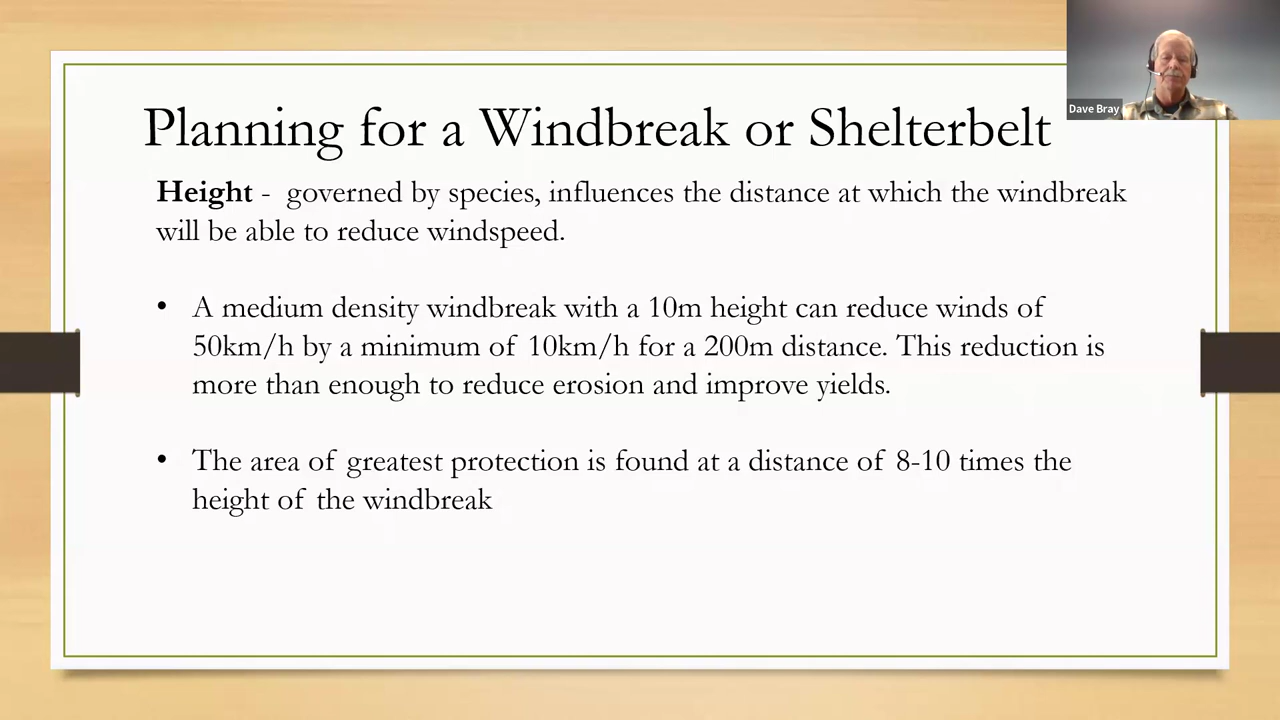 Dave Bray
Planning for a Windbreak or Shelterbelt
Height - governed by species, influences the distance at which the windbreak
will be able to reduce windspeed.
• A medium density windbreak with a 10m height can reduce winds of
50km/h by a minimum of 10km/h for a 200m distance. This reduction is
more than enough to reduce erosion and improve yields.
• The area of greatest protection is found at a distance of 8-10 times the
height of the windbreak